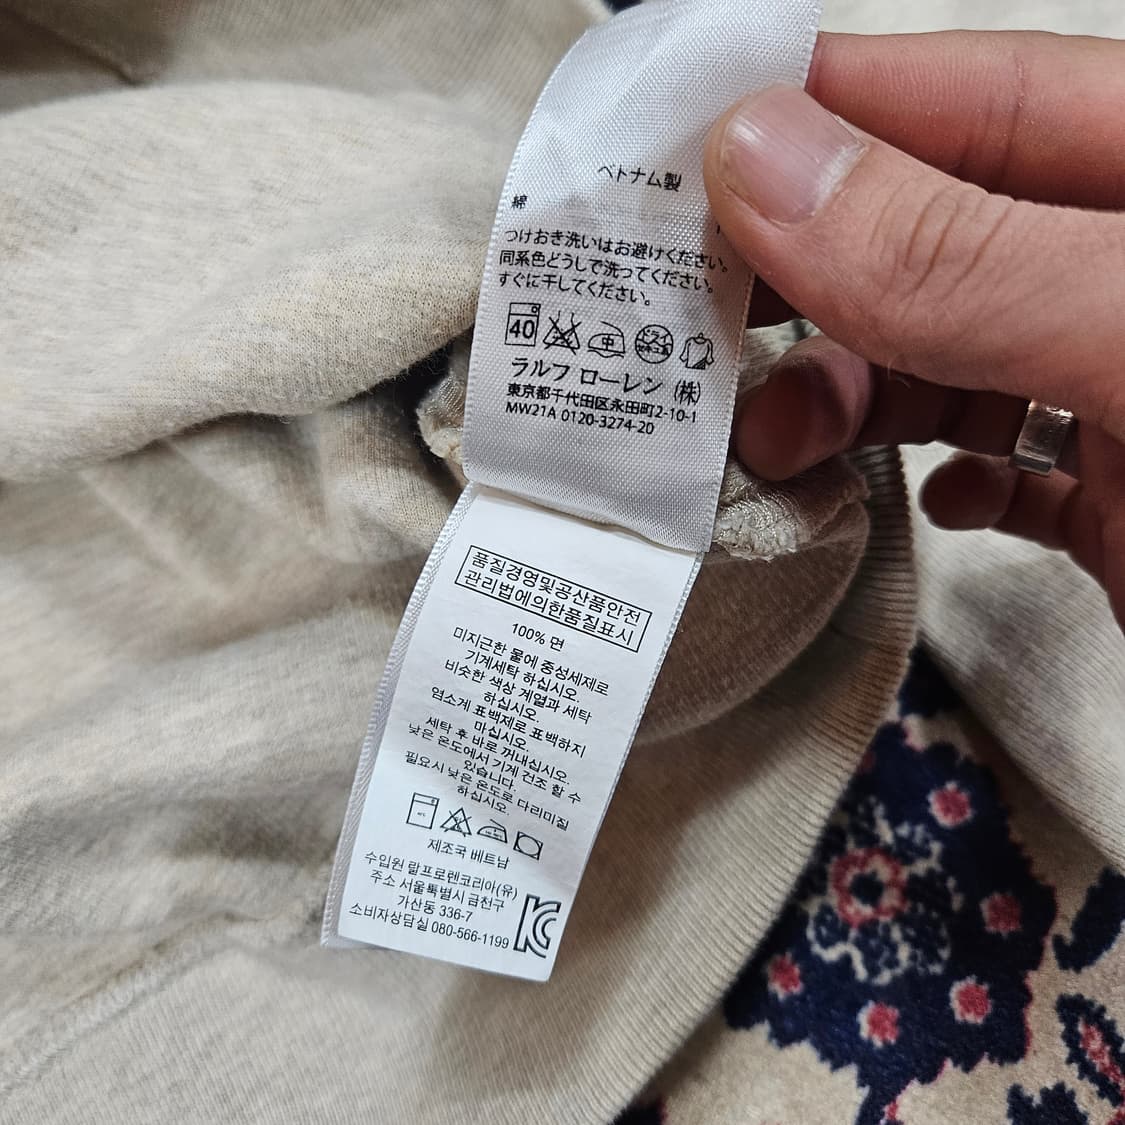 ベトナム製
綿
つけおき洗いはお避けください。
同系色どうしで洗ってください。
すぐに干してください。
40 中 ドライ
ラルフ ローレン (株)
東京都千代田区永田町2-10-1
MW21A 0120-3274-20
품질경영및공산품안전
관리법에의한품질표시
100% 면
미지근한 물에 중성세제로
기계세탁 하십시오.
비슷한 색상 계열과 세탁
하십시오.
염소계 표백제로 표백하지
마십시오.
세탁 후 바로 꺼내십시오.
낮은 온도에서 기계 건조 할 수
있습니다.
필요시 낮은 온도로 다리미질
하십시오.
제조국 베트남
수입원 랄프로렌코리아(유)
주소 서울특별시 금천구
가산동 336-7
소비자상담실 080-566-1199